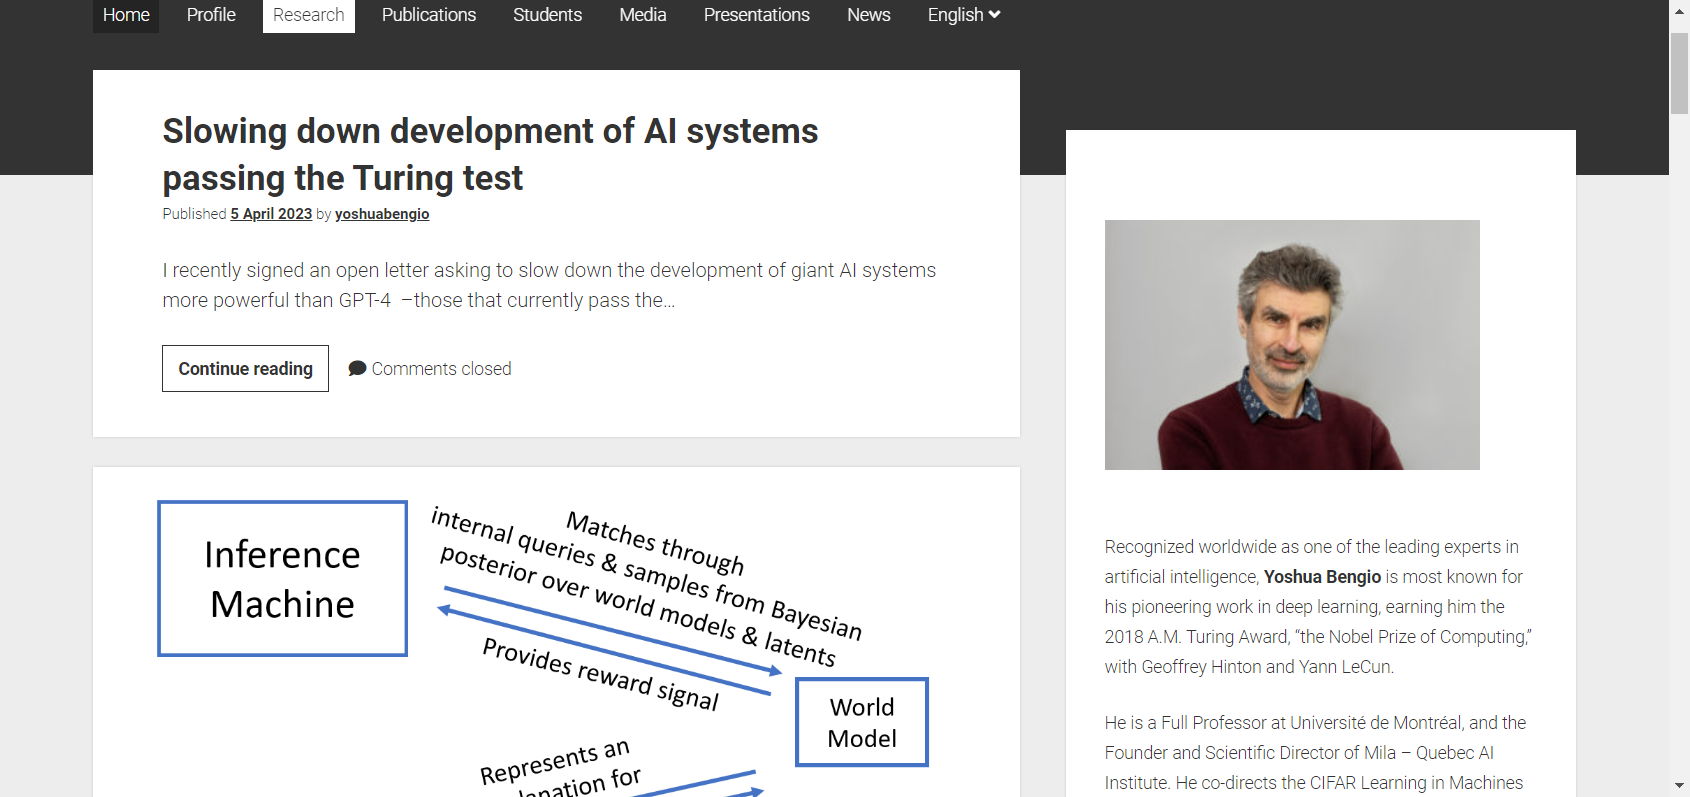 Home Profile Research Publications Students Media Presentations News English
Slowing down development of AI systems
passing the Turing test
Published 5 April 2023 by yoshuabengio
I recently signed an open letter asking to slow down the development of giant AI systems
more powerful than GPT-4 –those that currently pass the…
Continue reading Comments closed
Inference
Machine
Matches through
internal queries & samples from Bayesian
posterior over world models & latents
Provides reward signal
World
Model
Represents an
lanation for
Recognized worldwide as one of the leading experts in
artificial intelligence, Yoshua Bengio is most known for
his pioneering work in deep learning, earning him the
2018 A.M. Turing Award, “the Nobel Prize of Computing,”
with Geoffrey Hinton and Yann LeCun.
He is a Full Professor at Université de Montréal, and the
Founder and Scientific Director of Mila – Quebec AI
Institute. He co-directs the CIFAR Learning in Machines